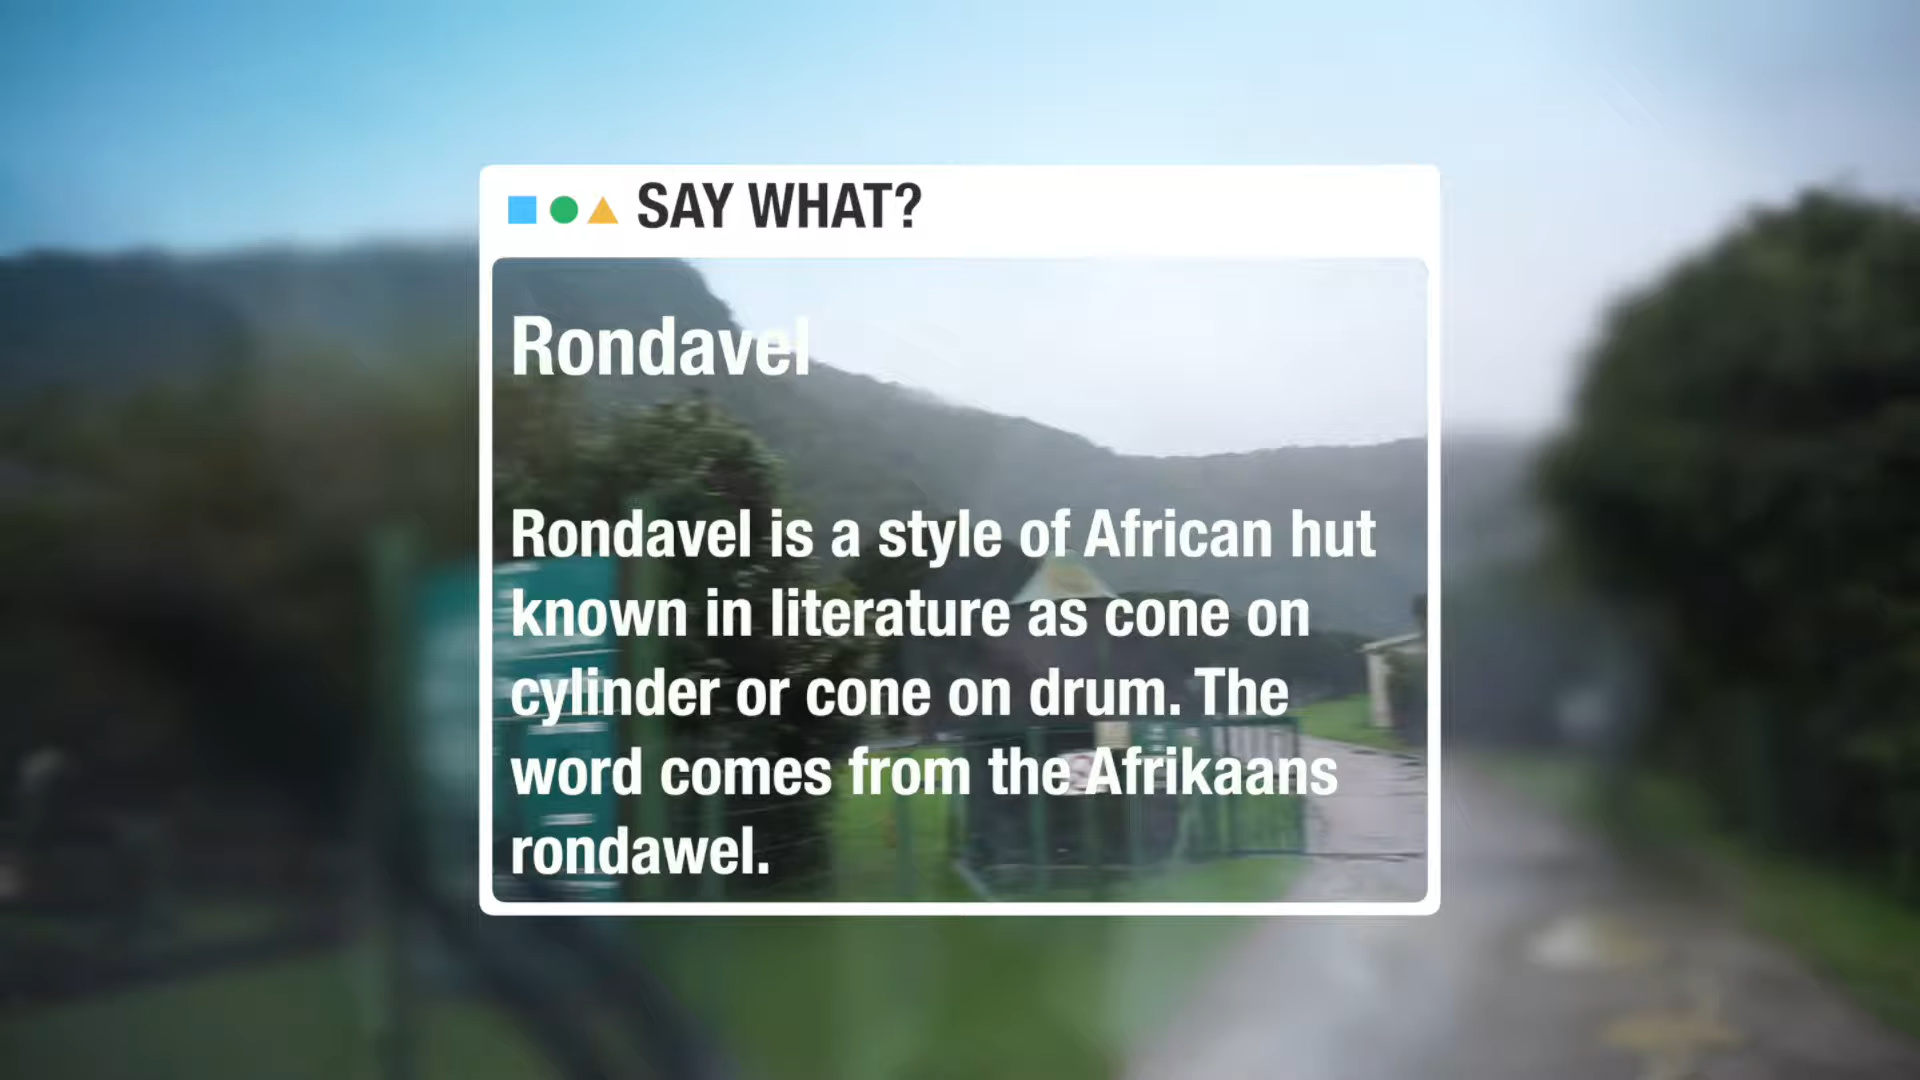 SAY WHAT?
Rondavel
Rondavel is a style of African hut
known in literature as cone on
cylinder or cone on drum. The
word comes from the Afrikaans
rondawel.